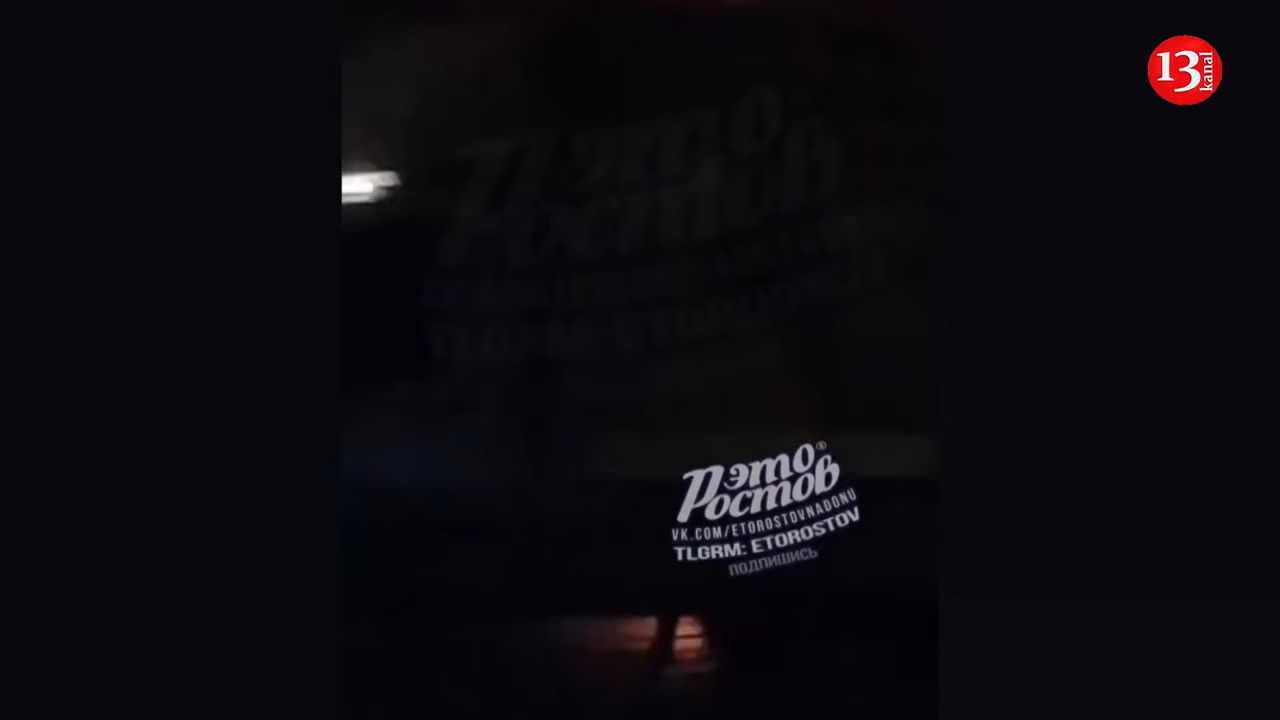 13 kanal
Это
Ростов®
VK.COM/ETOROSTOVNADONU
TLGRM: ETOROSTOV
ПОДПИШИСЬ